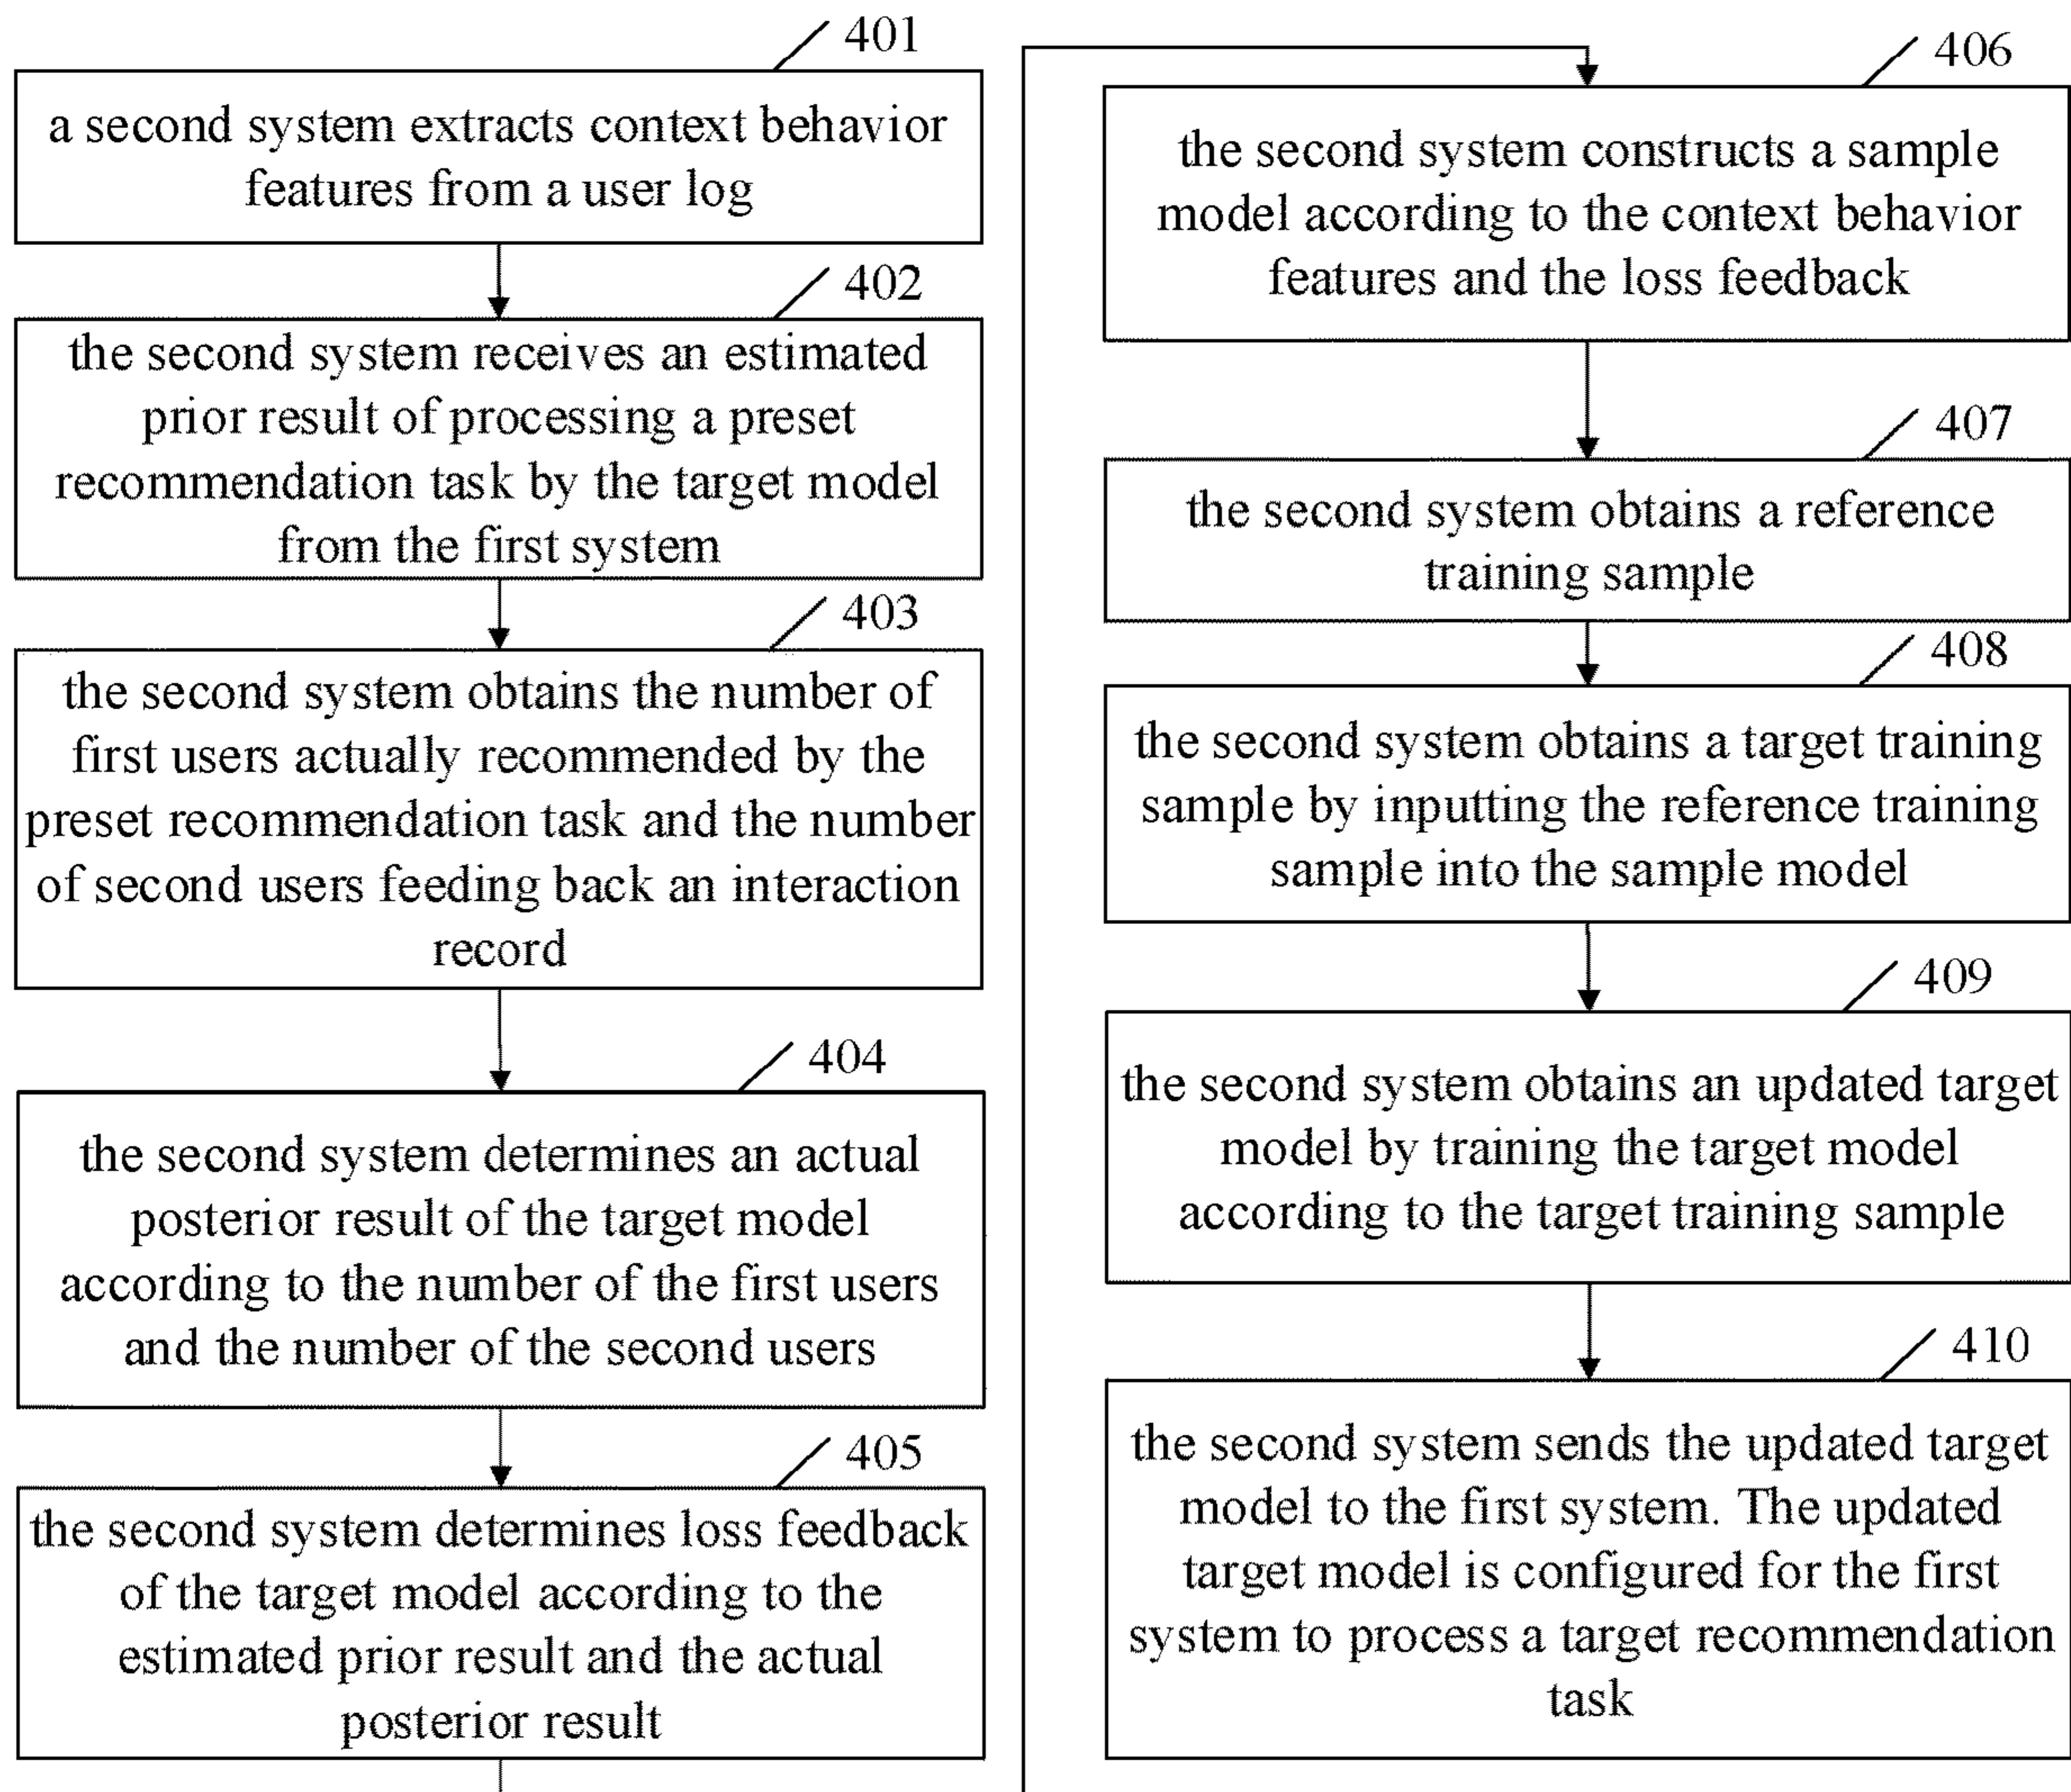 401
a second system extracts context behavior
features from a user log
402
the second system receives an estimated
prior result of processing a preset
recommendation task by the target model
from the first system
403
the second system obtains the number of
first users actually recommended by the
preset recommendation task and the number
of second users feeding back an interaction
record
404
the second system determines an actual
posterior result of the target model
according to the number of the first users
and the number of the second users
405
the second system determines loss feedback
of the target model according to the
estimated prior result and the actual
posterior result
406
the second system constructs a sample
model according to the context behavior
features and the loss feedback
407
the second system obtains a reference
training sample
408
the second system obtains a target training
sample by inputting the reference training
sample into the sample model
409
the second system obtains an updated target
model by training the target model
according to the target training sample
410
the second system sends the updated target
model to the first system. The updated
target model is configured for the first
system to process a target recommendation
task